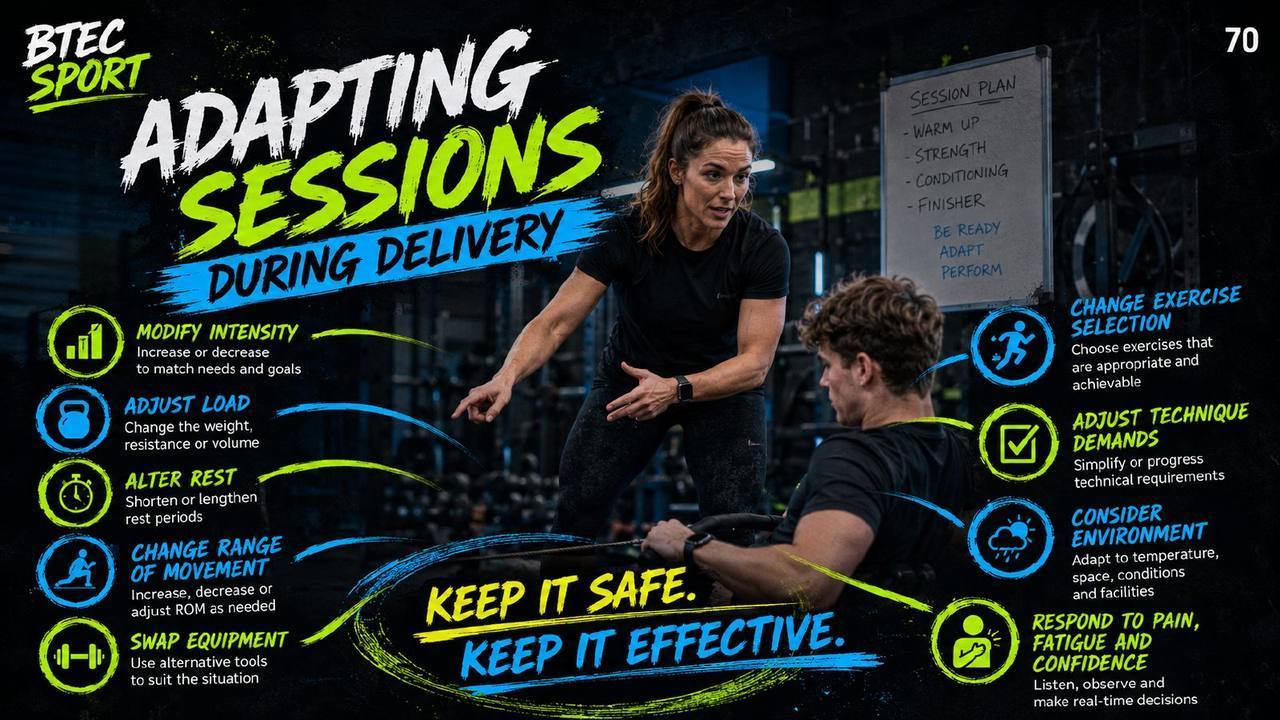 BTEC
SPORT
70
ADAPTING
SESSIONS
DURING DELIVERY
SESSION PLAN
- WARM UP
- STRENGTH
- CONDITIONING
- FINISHER
BE READY
ADAPT
PERFORM
MODIFY INTENSITY
Increase or decrease
to match needs and goals
ADJUST LOAD
Change the weight,
resistance or volume
ALTER REST
Shorten or lengthen
rest periods
CHANGE RANGE
OF MOVEMENT
Increase, decrease or
adjust ROM as needed
SWAP EQUIPMENT
Use alternative tools
to suit the situation
CHANGE EXERCISE
SELECTION
Choose exercises that
are appropriate and
achievable
ADJUST TECHNIQUE
DEMANDS
Simplify or progress
technical requirements
CONSIDER
ENVIRONMENT
Adapt to temperature,
space, conditions
and facilities
RESPOND TO PAIN,
FATIGUE AND
CONFIDENCE
Listen, observe and
make real-time decisions
KEEP IT SAFE.
KEEP IT EFFECTIVE.